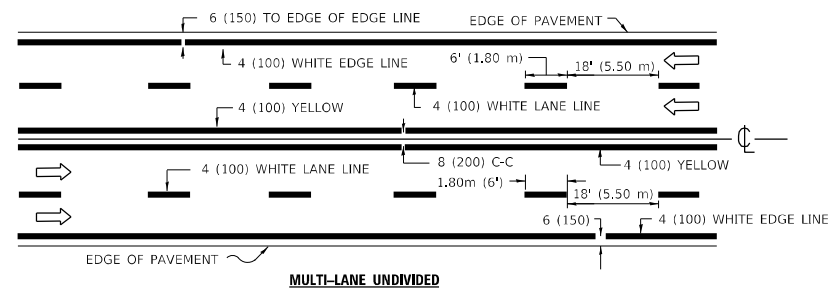 6 (150) TO EDGE OF EDGE LINE
EDGE OF PAVEMENT
4 (100) WHITE EDGE LINE
6' (1.80 m)
18' (5.50 m)
4 (100) YELLOW
4 (100) WHITE LANE LINE
CL
4 (100) WHITE LANE LINE
8 (200) C-C
4 (100) YELLOW
1.80m (6')
18' (5.50 m)
6 (150)
4 (100) WHITE EDGE LINE
EDGE OF PAVEMENT
MULTI-LANE UNDIVIDED